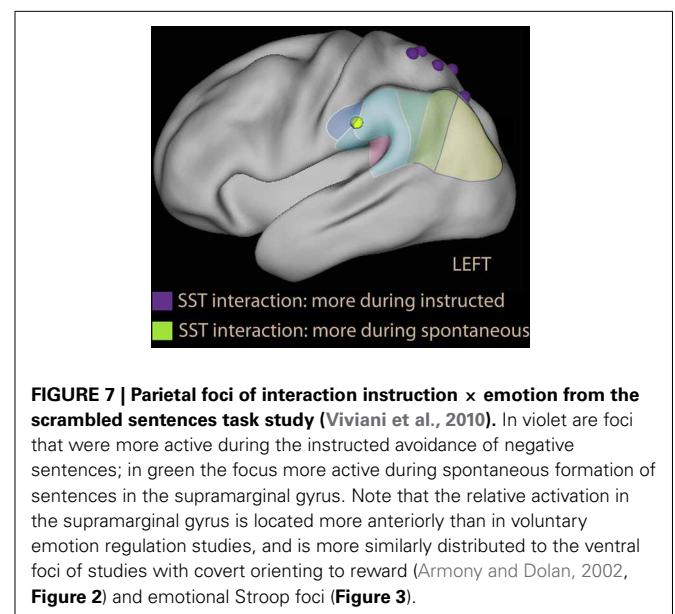 LEFT
SST interaction: more during instructed
SST interaction: more during spontaneous
FIGURE 7 | Parietal foci of interaction instruction × emotion from the
scrambled sentences task study (Viviani et al., 2010). In violet are foci
that were more active during the instructed avoidance of negative
sentences; in green the focus more active during spontaneous formation of
sentences in the supramarginal gyrus. Note that the relative activation in
the supramarginal gyrus is located more anteriorly than in voluntary
emotion regulation studies, and is more similarly distributed to the ventral
foci of studies with covert orienting to reward (Armony and Dolan, 2002,
Figure 2) and emotional Stroop foci (Figure 3).